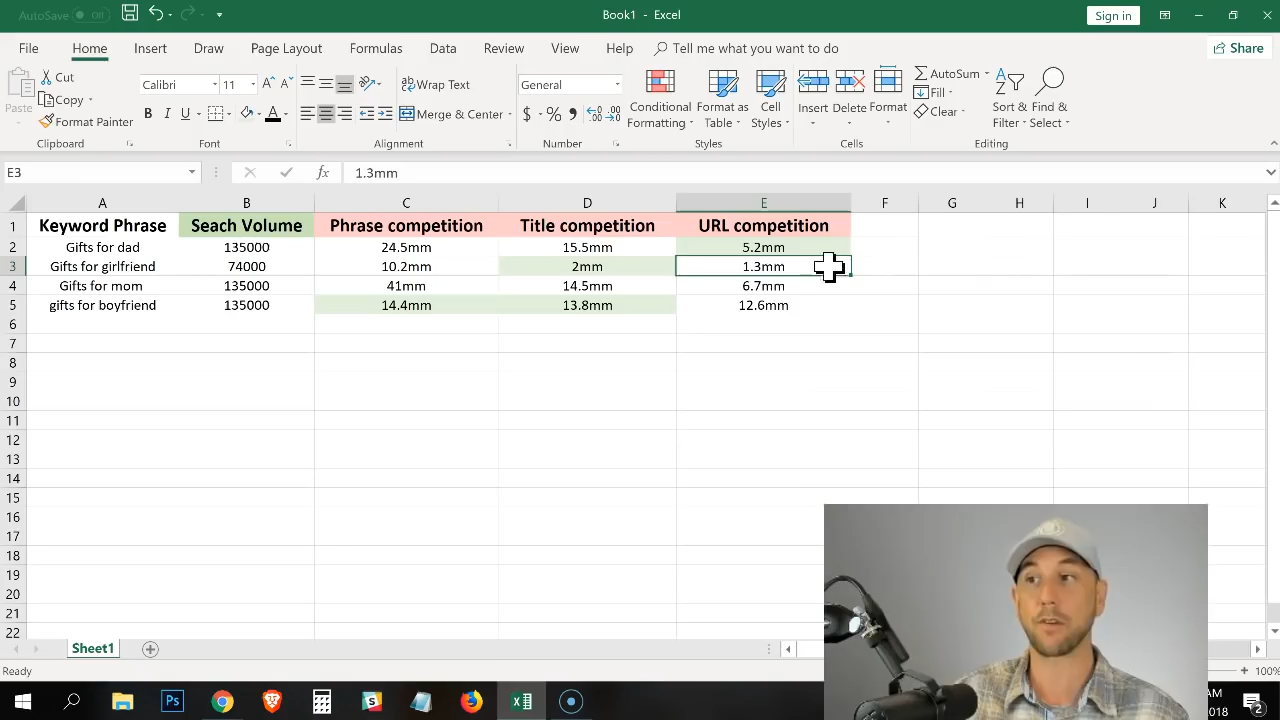 AutoSave Off
Book1 - Excel
Sign in
File Home Insert Draw Page Layout Formulas Data Review View Help Tell me what you want to do Share
Paste
Cut
Copy
Format Painter
Clipboard
Calibri 11
B I U A
Font
ab Wrap Text
Merge & Center
Alignment
General
$ % ,
Number
Conditional Formatting
Format as Table
Cell Styles
Styles
Insert Delete Format
Cells
AutoSum
Fill
Clear
Sort & Filter
Find & Select
Editing
E3 fx 1.3mm
A B C D E F G H I J K
1 Keyword Phrase Seach Volume Phrase competition Title competition URL competition
2 Gifts for dad 135000 24.5mm 15.5mm 5.2mm
3 Gifts for girlfriend 74000 10.2mm 2mm 1.3mm
4 Gifts for mom 135000 41mm 14.5mm 6.7mm
5 gifts for boyfriend 135000 14.4mm 13.8mm 12.6mm
6
7
8
9
10
11
12
13
14
15
16
17
18
19
20
21
22
Sheet1
Ready
100%
Ps
AM
2018
2